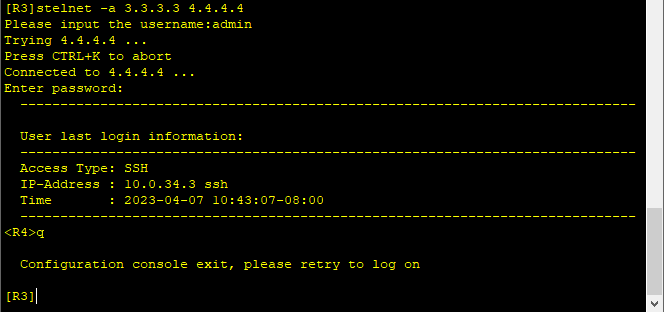 [R3]stelnet -a 3.3.3.3 4.4.4.4
Please input the username:admin
Trying 4.4.4.4 ...
Press CTRL+K to abort
Connected to 4.4.4.4 ...
Enter password:
-----------------------------------------------------------------------------
User last login information:
-----------------------------------------------------------------------------
Access Type: SSH
IP-Address : 10.0.34.3 ssh
Time       : 2023-04-07 10:43:07-08:00
-----------------------------------------------------------------------------
<R4>q
Configuration console exit, please retry to log on
[R3]